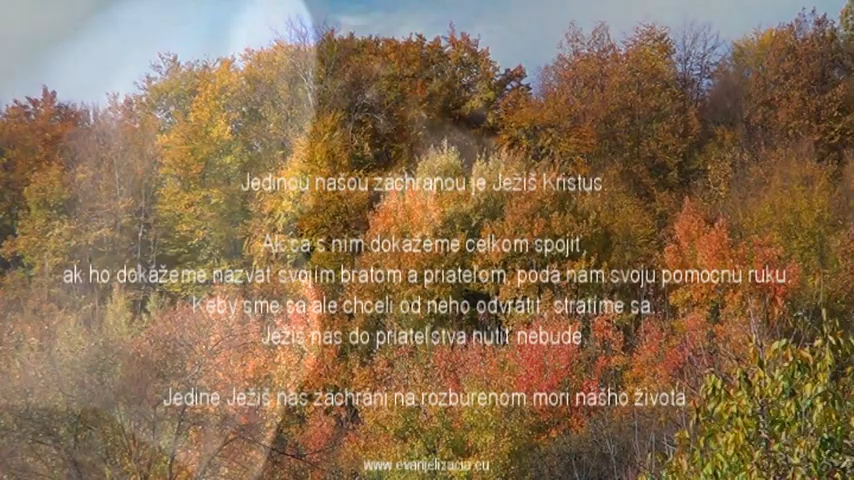 Jedinou našou záchranou je Ježiš Kristus.
Ak sa s nim dokážeme celkom spojiť,
ak ho dokážeme nazvať svojim bratom a priateľom, podá nám svoju pomocnú ruku.
Keby sme sa ale chceli od neho odvrátiť, stratíme sa.
Ježiš nás do priateľstva nútiť nebude.
Jedine Ježiš nás zachráni na rozbúrenom mori nášho života.
www.evanjelizacia.eu